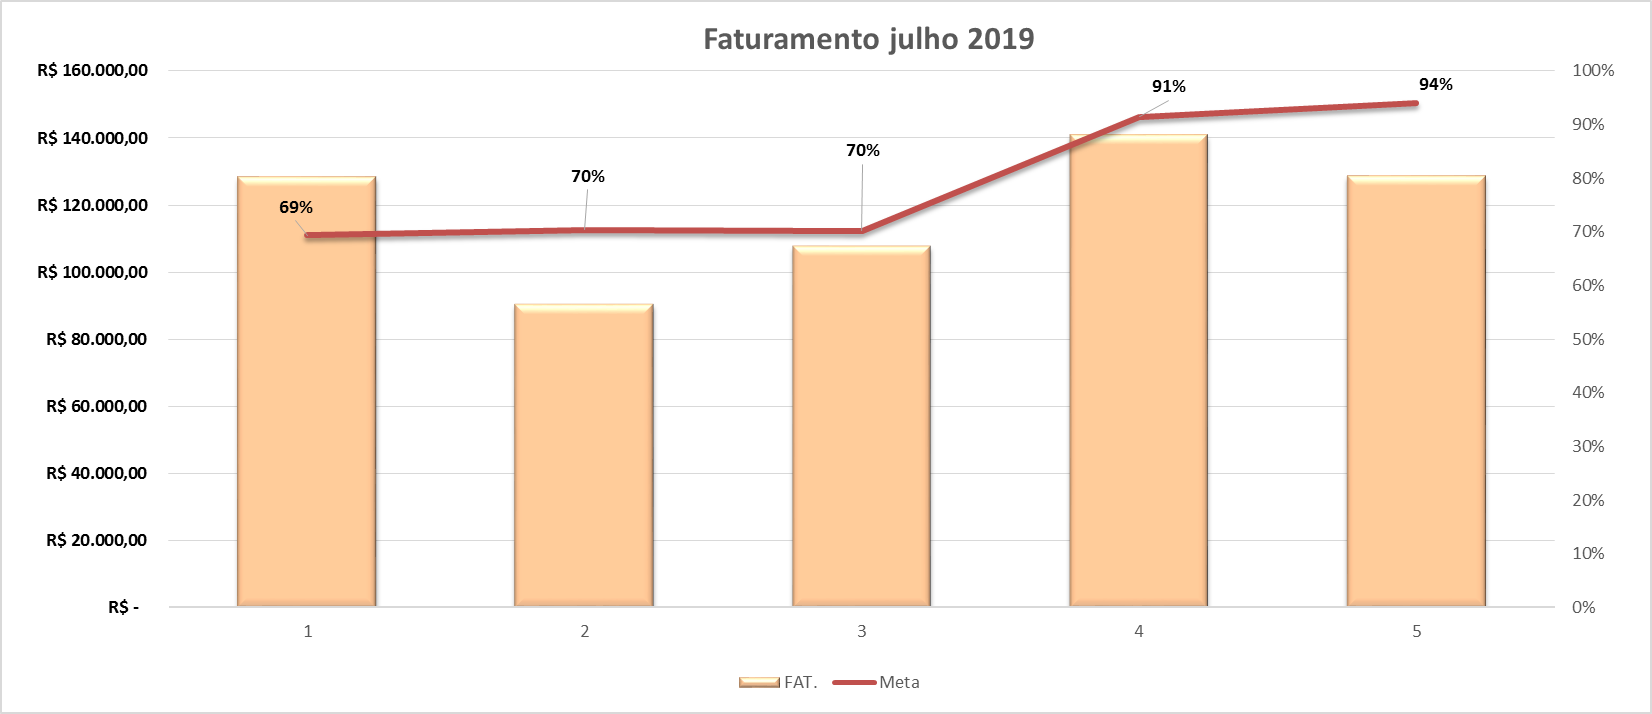 Faturamento julho 2019
R$ 160.000,00
R$ 140.000,00
R$ 120.000,00
R$ 100.000,00
R$ 80.000,00
R$ 60.000,00
R$ 40.000,00
R$ 20.000,00
R$ -
69%
70%
70%
91%
94%
100%
90%
80%
70%
60%
50%
40%
30%
20%
10%
0%
1 2 3 4 5
FAT. Meta